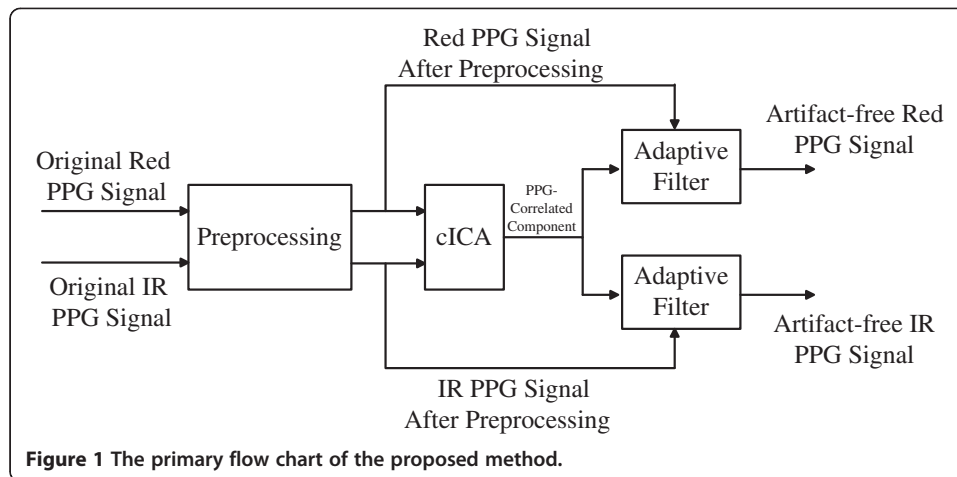 Red PPG Signal
After Preprocessing
Original Red
PPG Signal
Preprocessing
Original IR
PPG Signal
cICA
PPG-
Correlated
Component
Adaptive
Filter
Artifact-free Red
PPG Signal
Adaptive
Filter
Artifact-free IR
PPG Signal
IR PPG Signal
After Preprocessing
Figure 1 The primary flow chart of the proposed method.